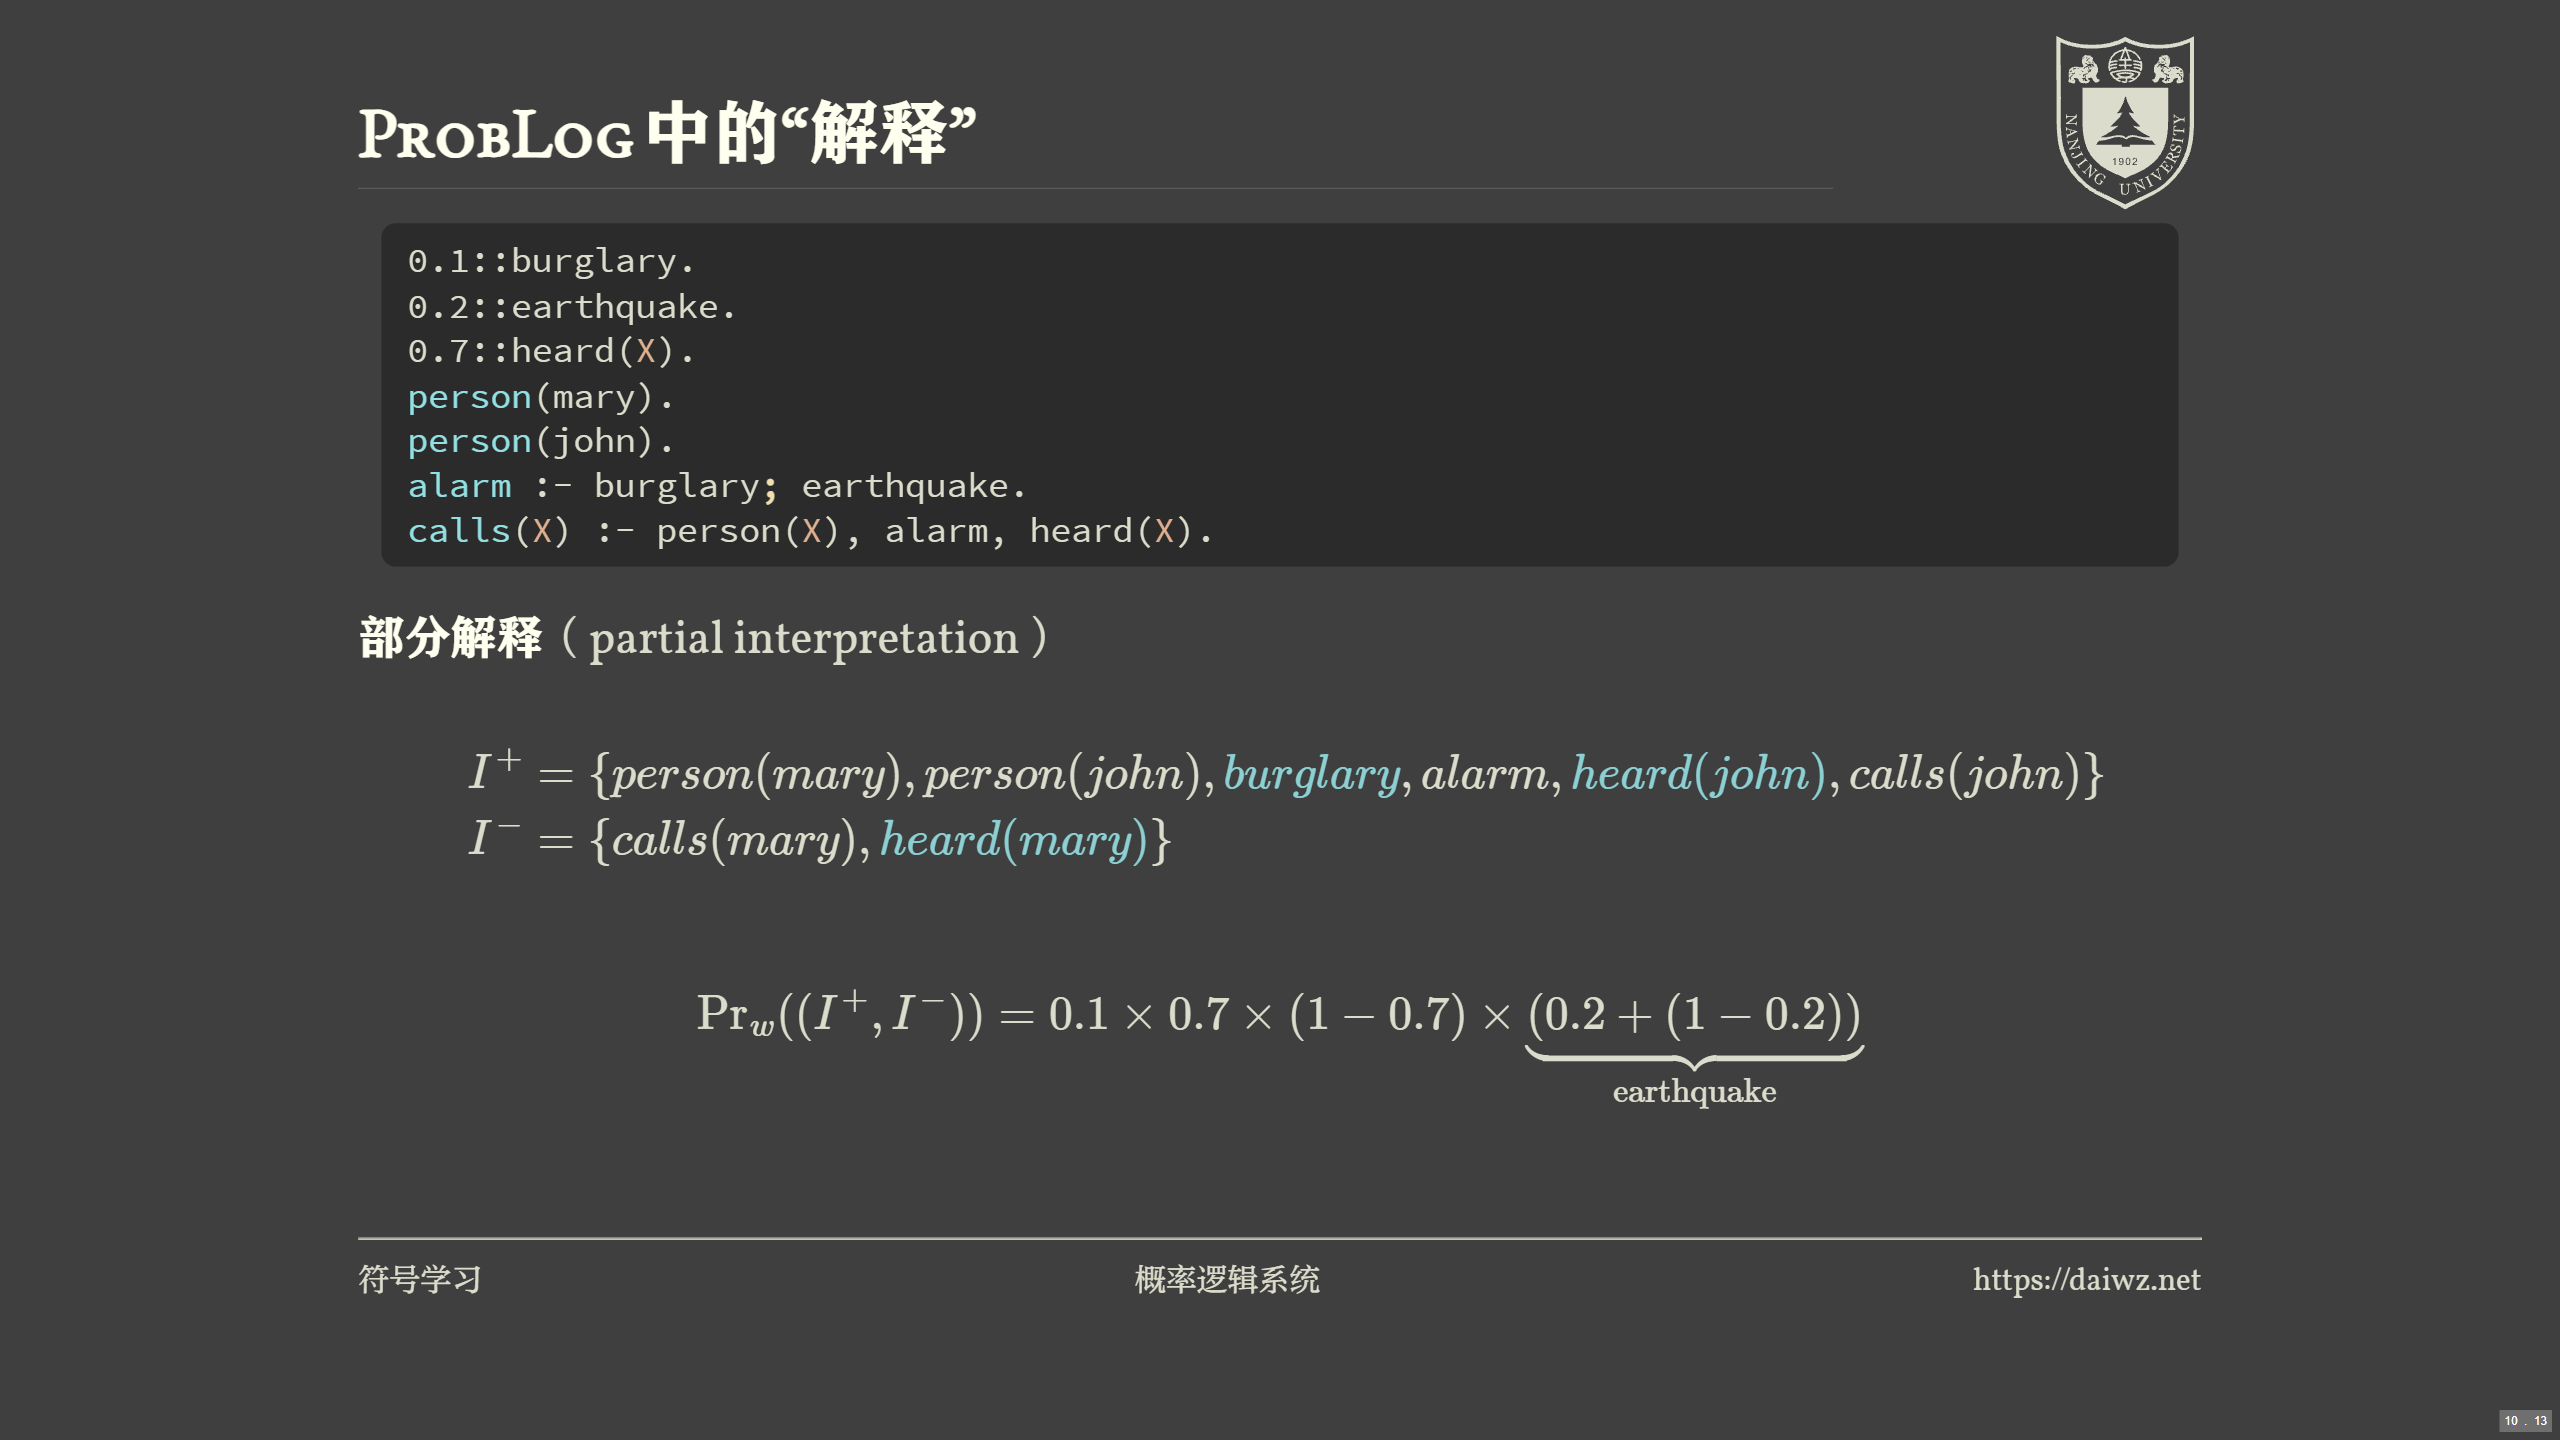 PROBLOG 中的“解释”
NANJING UNIVERSITY
1902
0.1::burglary.
0.2::earthquake.
0.7::heard(X).
person(mary).
person(john).
alarm :- burglary; earthquake.
calls(X) :- person(X), alarm, heard(X).
部分解释（partial interpretation）
I⁺ = {person(mary), person(john), burglary, alarm, heard(john), calls(john)}
I⁻ = {calls(mary), heard(mary)}
Pr_w((I⁺, I⁻)) = 0.1 × 0.7 × (1 − 0.7) × (0.2 + (1 − 0.2))
earthquake
符号学习
概率逻辑系统
https://daiwz.net
10 . 13